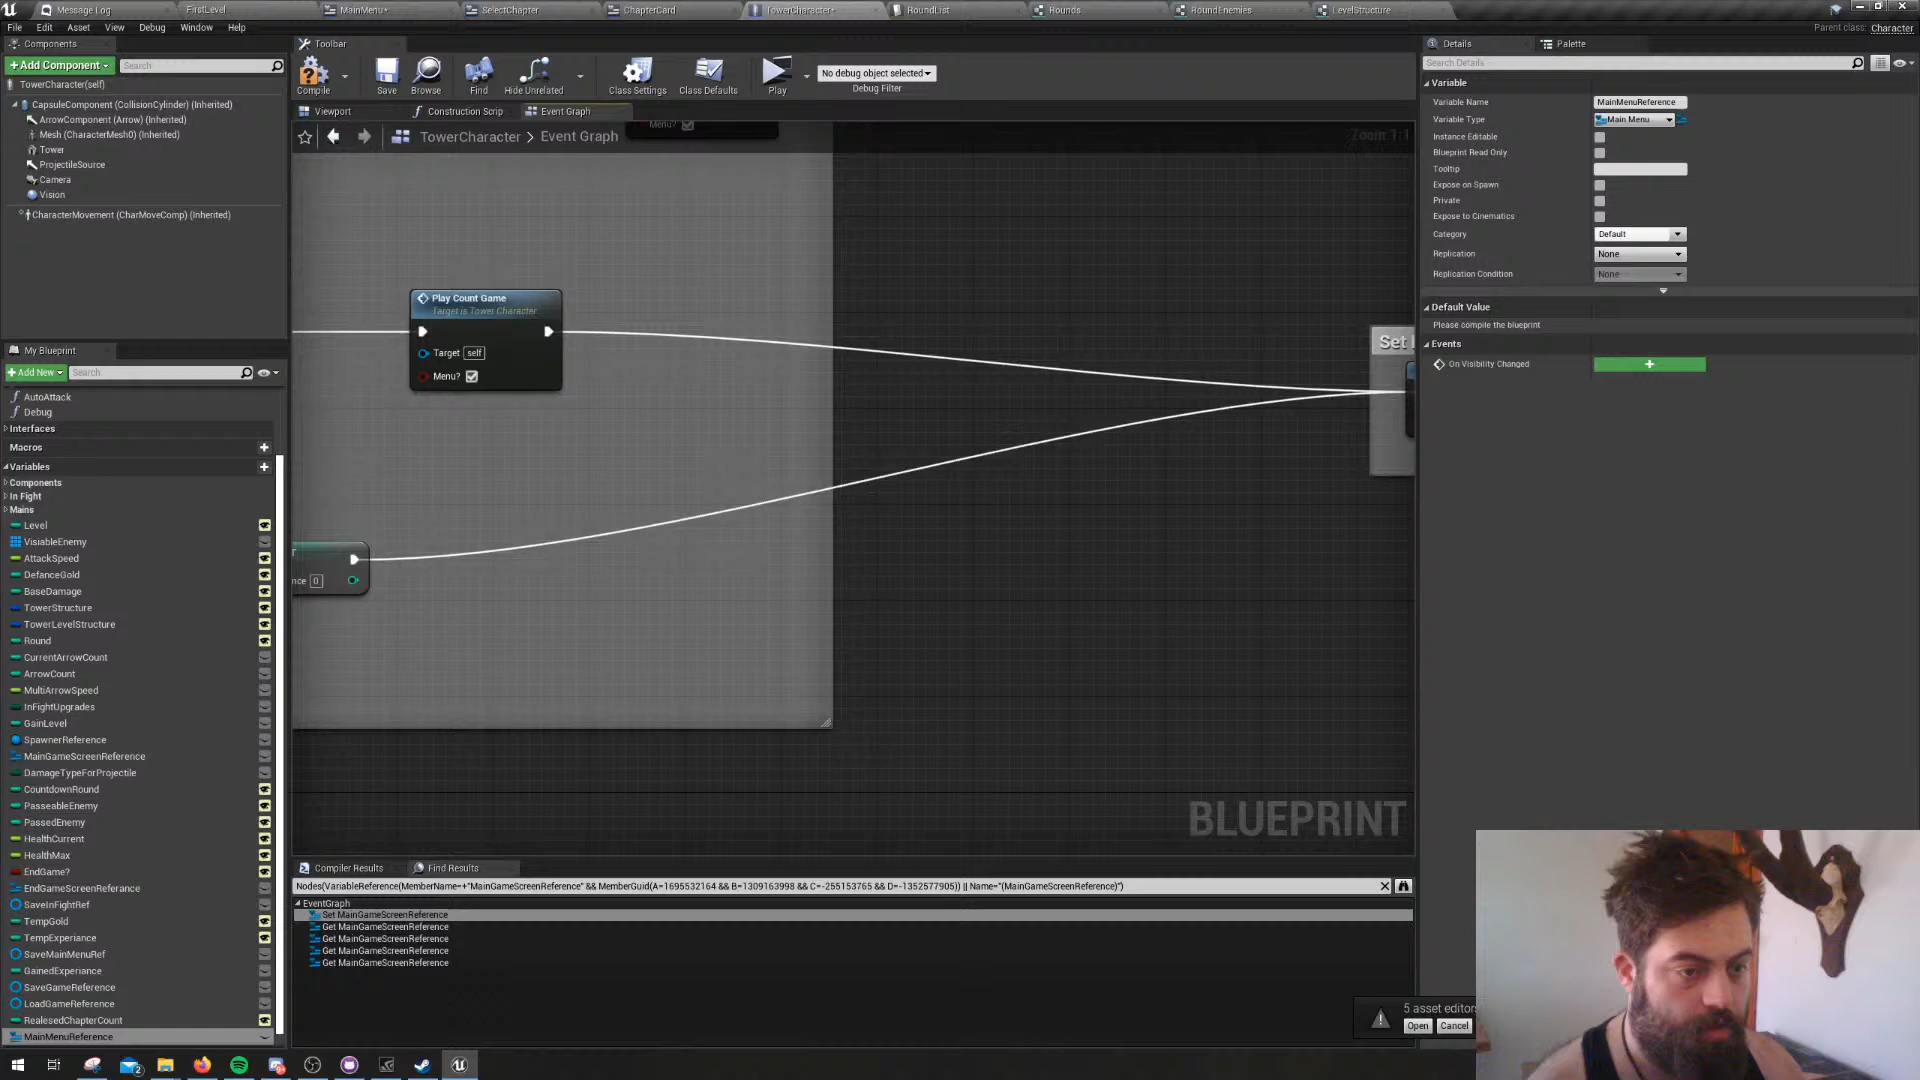 Message Log
FirstLevel
MainMenu*
SelectChapter
ChapterCard
TowerCharacter*
RoundList
Rounds
RoundEnemies
LevelStructure
File Edit Asset View Debug Window Help
Parent class: Character
Components
+Add Component
Search
TowerCharacter(self)
CapsuleComponent (CollisionCylinder) (Inherited)
ArrowComponent (Arrow) (Inherited)
Mesh (CharacterMesh0) (Inherited)
Tower
ProjectileSource
Camera
Vision
CharacterMovement (CharMoveComp) (Inherited)
My Blueprint
+Add New
Search
AutoAttack
Debug
Interfaces
Macros
Variables
Components
In Fight
Mains
Level
VisiableEnemy
AttackSpeed
DefanceGold
BaseDamage
TowerStructure
TowerLevelStructure
Round
CurrentArrowCount
ArrowCount
MultiArrowSpeed
InFightUpgrades
GainLevel
SpawnerReference
MainGameScreenReference
DamageTypeForProjectile
CountdownRound
PasseableEnemy
PassedEnemy
HealthCurrent
HealthMax
EndGame?
EndGameScreenReferance
SaveInFightRef
TempGold
TempExperience
SaveMainMenuRef
GainedExperiance
SaveGameReference
LoadGameReference
RealesedChapterCount
MainMenuReference
Toolbar
Compile
Save
Browse
Find
Hide Unrelated
Class Settings
Class Defaults
Play
No debug object selected
Debug Filter
Viewport
Construction Scrip
Event Graph
TowerCharacter > Event Graph
Menu?
Zoom 1:1
Play Count Game
Target is Tower Character
Target self
Menu?
nce 0
Set
BLUEPRINT
Compiler Results
Find Results
Nodes(VariableReference(MemberName=+"MainGameScreenReference" && MemberGuid(A=1695532164 && B=1309163998 && C=-255153765 && D=-1352577905)) || Name="(MainGameScreenReference)")
EventGraph
Set MainGameScreenReference
Get MainGameScreenReference
Get MainGameScreenReference
Get MainGameScreenReference
Get MainGameScreenReference
Details
Palette
Search Details
Variable
Variable Name MainMenuReference
Variable Type Main Menu
Instance Editable
Blueprint Read Only
Tooltip
Expose on Spawn
Private
Expose to Cinematics
Category Default
Replication None
Replication Condition None
Default Value
Please compile the blueprint
Events
On Visibility Changed
+
5 asset editors
Open Cancel
2